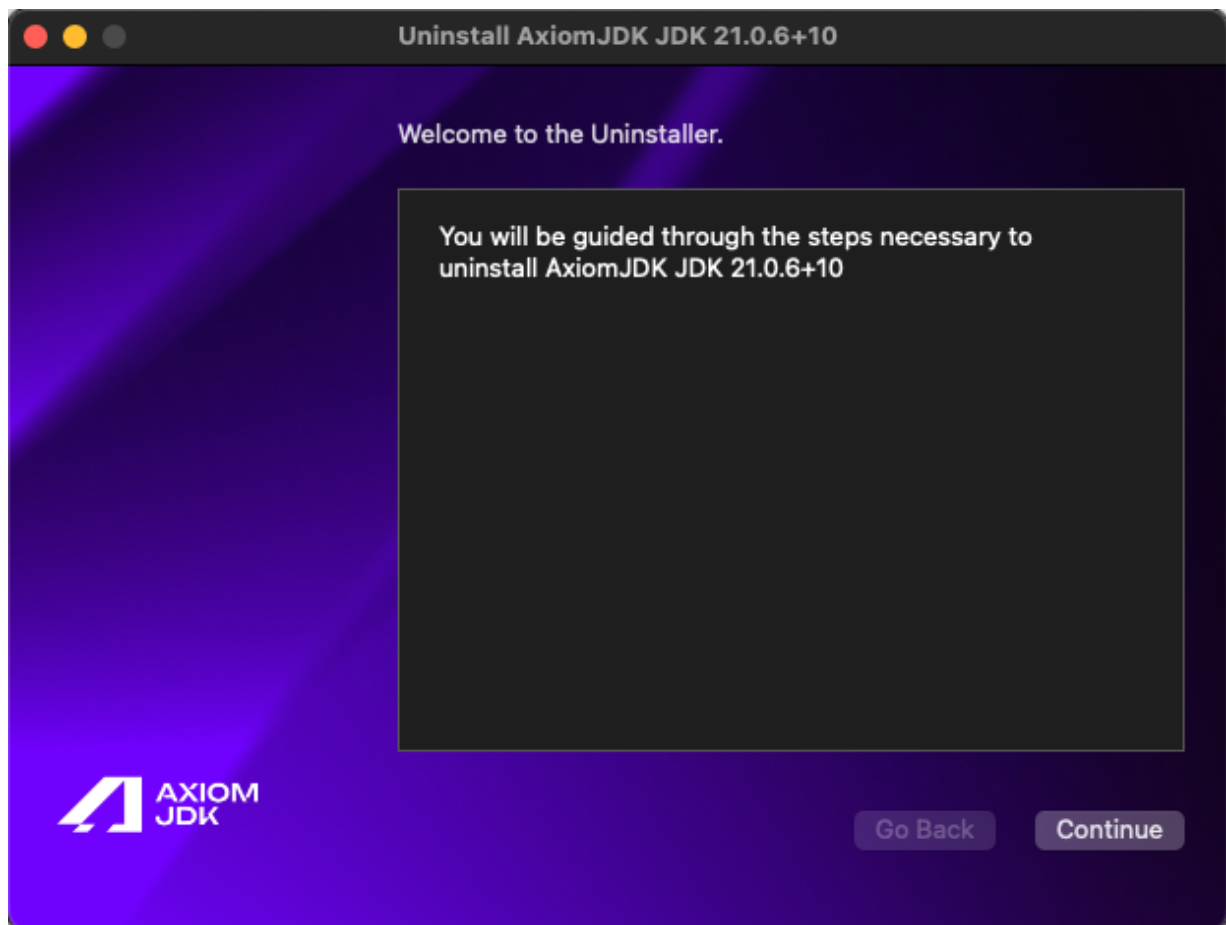 Uninstall AxiomJDK JDK 21.0.6+10
Welcome to the Uninstaller.
You will be guided through the steps necessary to
uninstall AxiomJDK JDK 21.0.6+10
AXIOM
JDK
Go Back
Continue